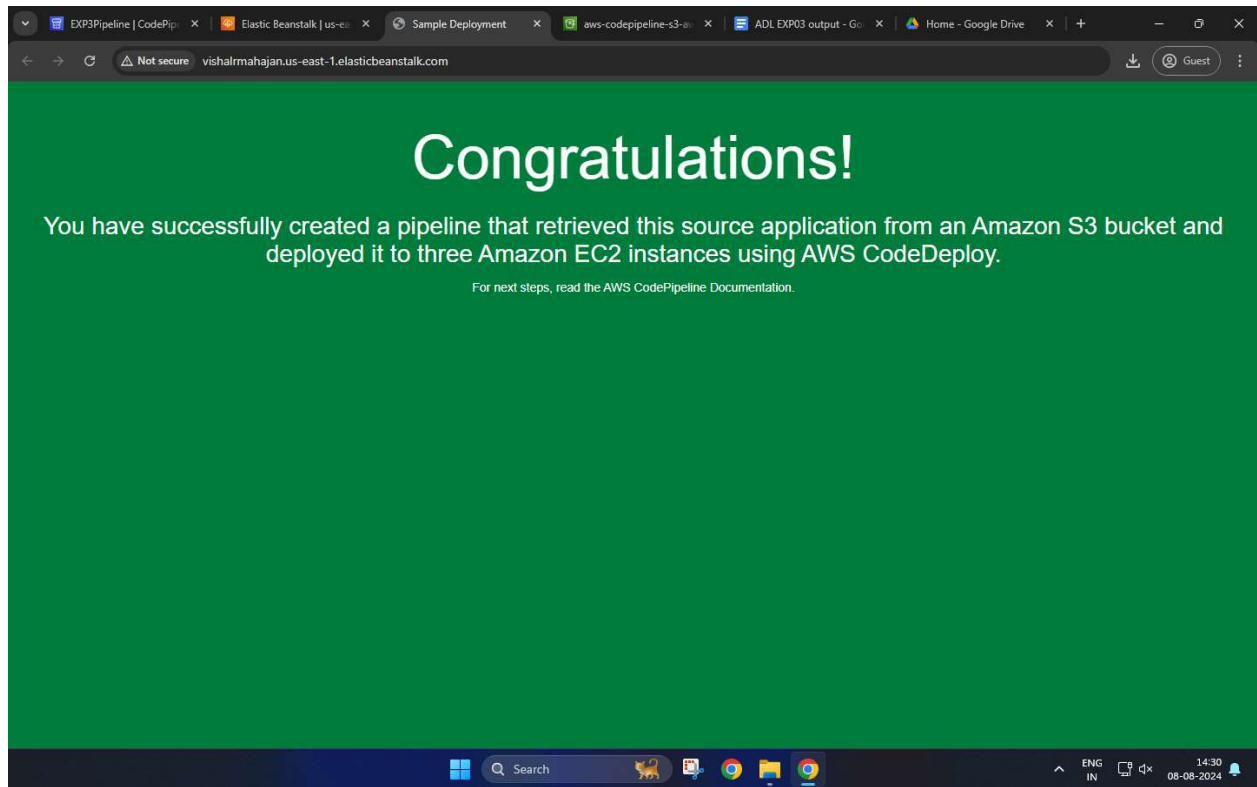 EXP3Pipeline | CodePip
Elastic Beanstalk | us-ea
Sample Deployment
aws-codepipeline-s3-aw
ADL EXP03 output - Go
Home - Google Drive
Not secure
vishalrmahajan.us-east-1.elasticbeanstalk.com
Guest
Congratulations!
You have successfully created a pipeline that retrieved this source application from an Amazon S3 bucket and
deployed it to three Amazon EC2 instances using AWS CodeDeploy.
For next steps, read the AWS CodePipeline Documentation.
Search
ENG
IN
14:30
08-08-2024